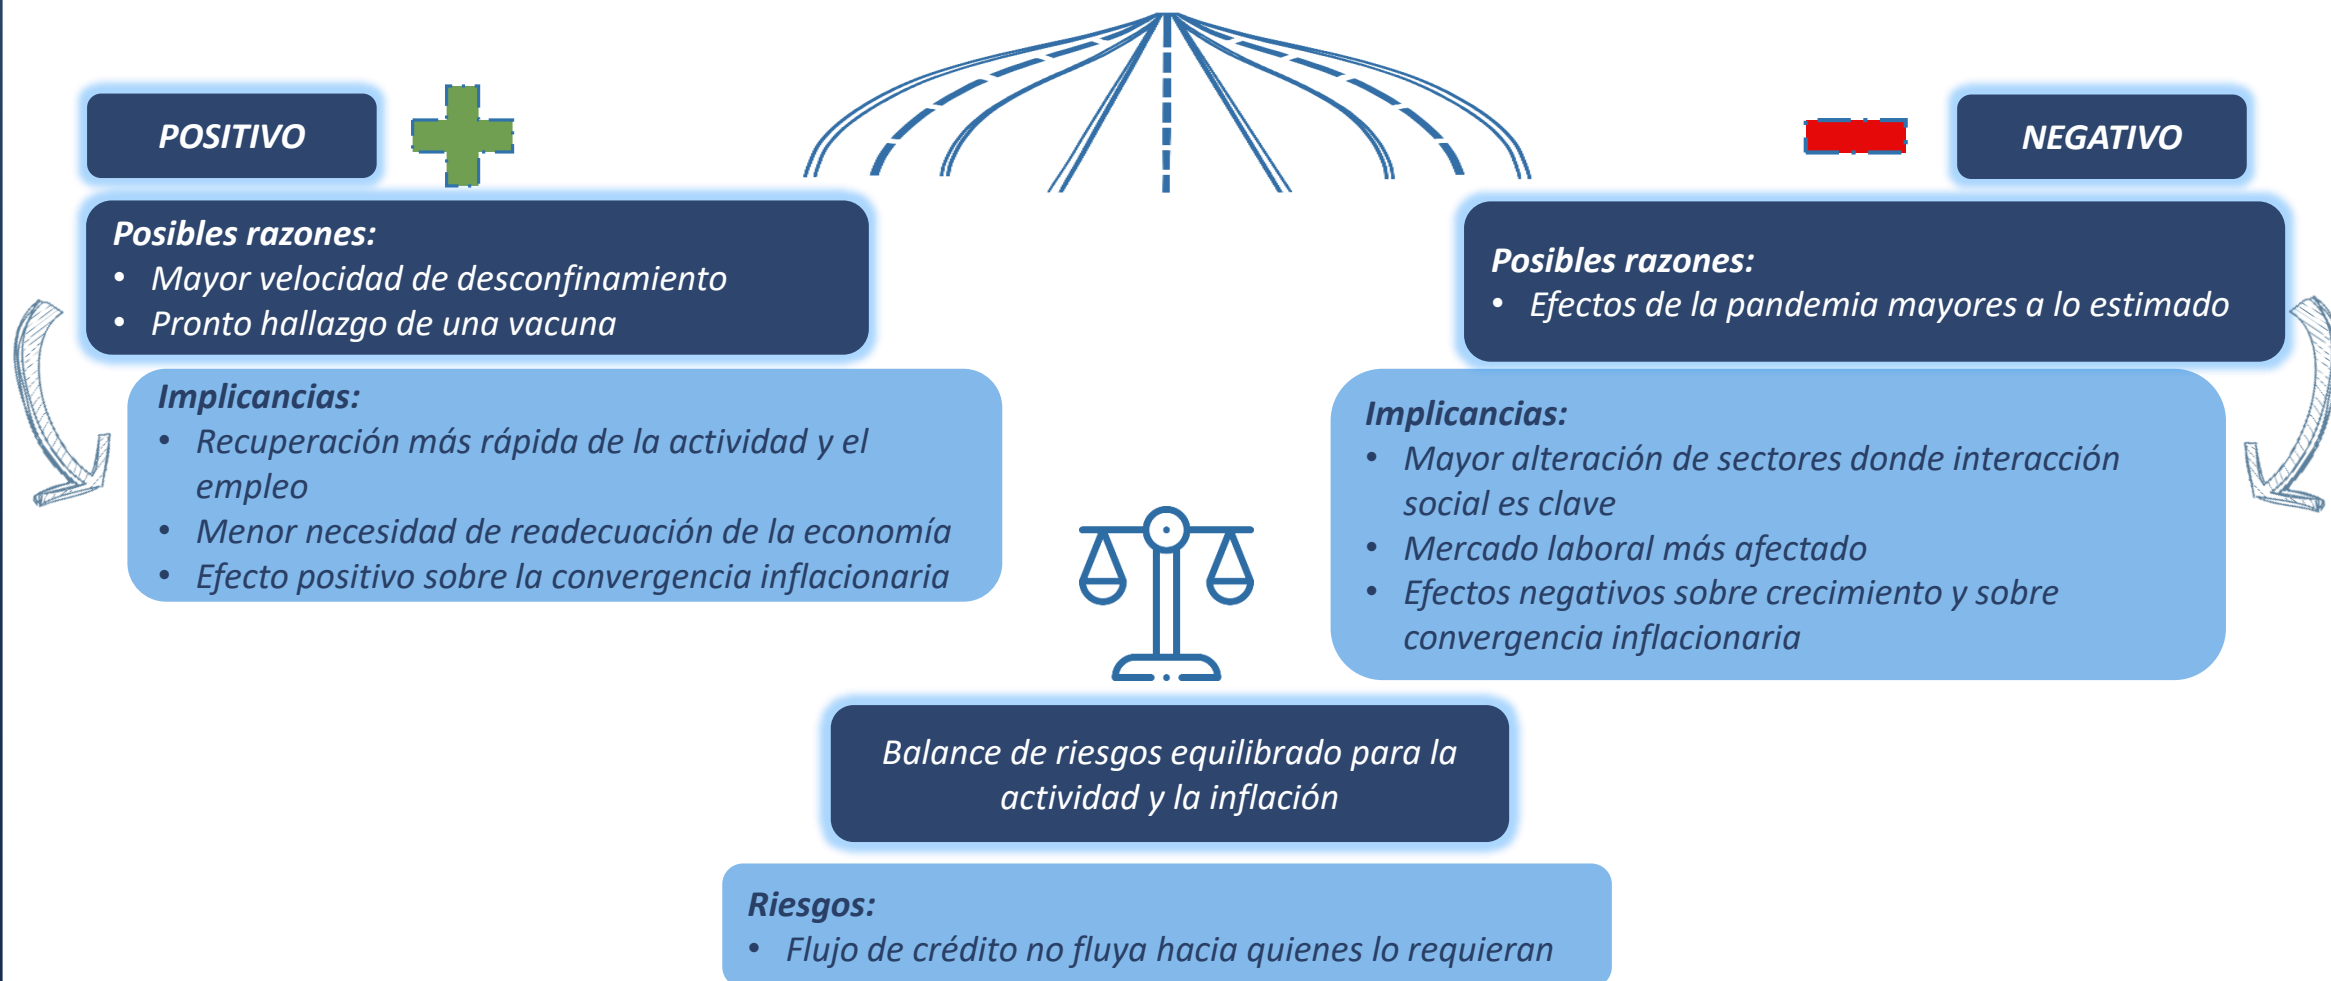 POSITIVO
Posibles razones:
• Mayor velocidad de desconfinamiento
• Pronto hallazgo de una vacuna
Implicancias:
• Recuperación más rápida de la actividad y el
empleo
• Menor necesidad de readecuación de la economía
• Efecto positivo sobre la convergencia inflacionaria
NEGATIVO
Posibles razones:
• Efectos de la pandemia mayores a lo estimado
Implicancias:
• Mayor alteración de sectores donde interacción
social es clave
• Mercado laboral más afectado
• Efectos negativos sobre crecimiento y sobre
convergencia inflacionaria
Balance de riesgos equilibrado para la
actividad y la inflación
Riesgos:
• Flujo de crédito no fluya hacia quienes lo requieran